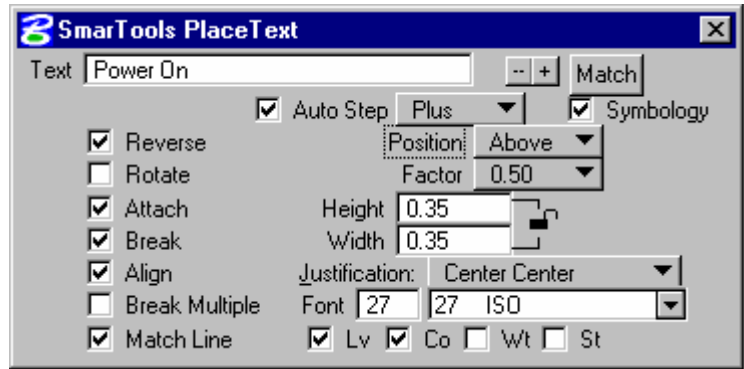 SmarTools PlaceText
Text Power On -- + Match
Auto Step Plus Symbology
Reverse Position Above
Rotate Factor 0.50
Attach Height 0.35
Break Width 0.35
Align Justification: Center Center
Break Multiple Font 27 27 ISO
Match Line Lv Co Wt St